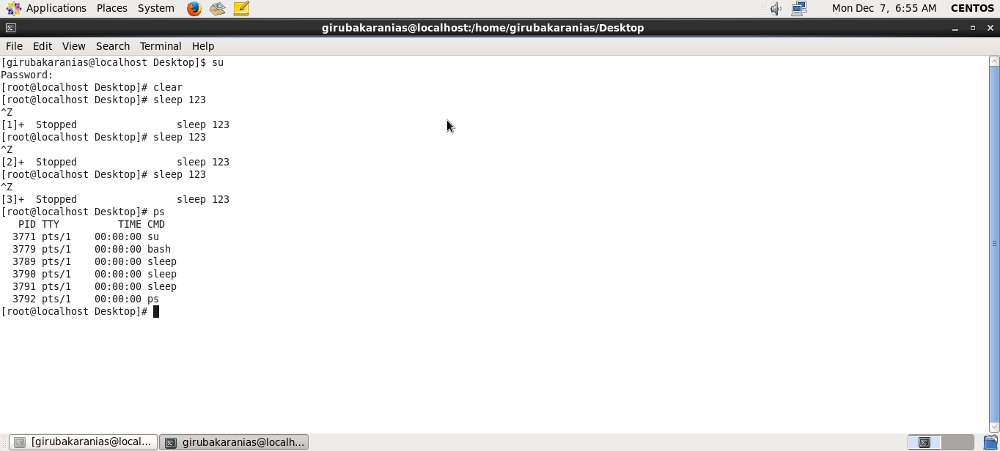 Applications Places System Mon Dec 7, 6:55 AM CENTOS
girubakaranias@localhost:/home/girubakaranias/Desktop
File Edit View Search Terminal Help
[girubakaranias@localhost Desktop]$ su
Password:
[root@localhost Desktop]# clear
[root@localhost Desktop]# sleep 123
^Z
[1]+  Stopped                 sleep 123
[root@localhost Desktop]# sleep 123
^Z
[2]+  Stopped                 sleep 123
[root@localhost Desktop]# sleep 123
^Z
[3]+  Stopped                 sleep 123
[root@localhost Desktop]# ps
   PID TTY          TIME CMD
  3771 pts/1    00:00:00 su
  3779 pts/1    00:00:00 bash
  3789 pts/1    00:00:00 sleep
  3790 pts/1    00:00:00 sleep
  3791 pts/1    00:00:00 sleep
  3792 pts/1    00:00:00 ps
[root@localhost Desktop]#
[girubakaranias@local... girubakaranias@localh...